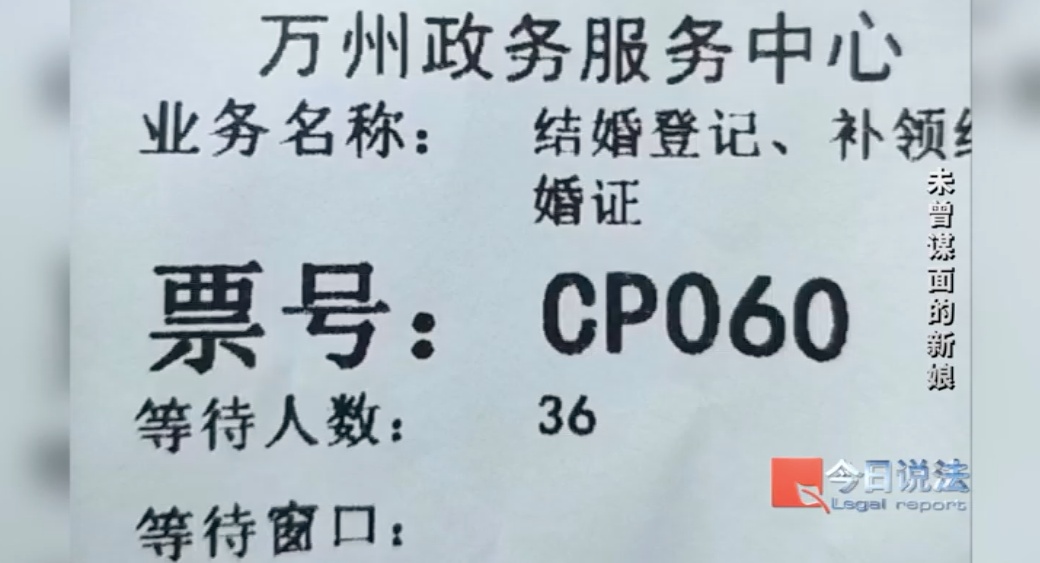 万州政务服务中心
业务名称： 结婚登记、补领结
婚证
票号： CP060
等待人数： 36
等待窗口：
未曾谋面的新娘
今日说法
Legal report